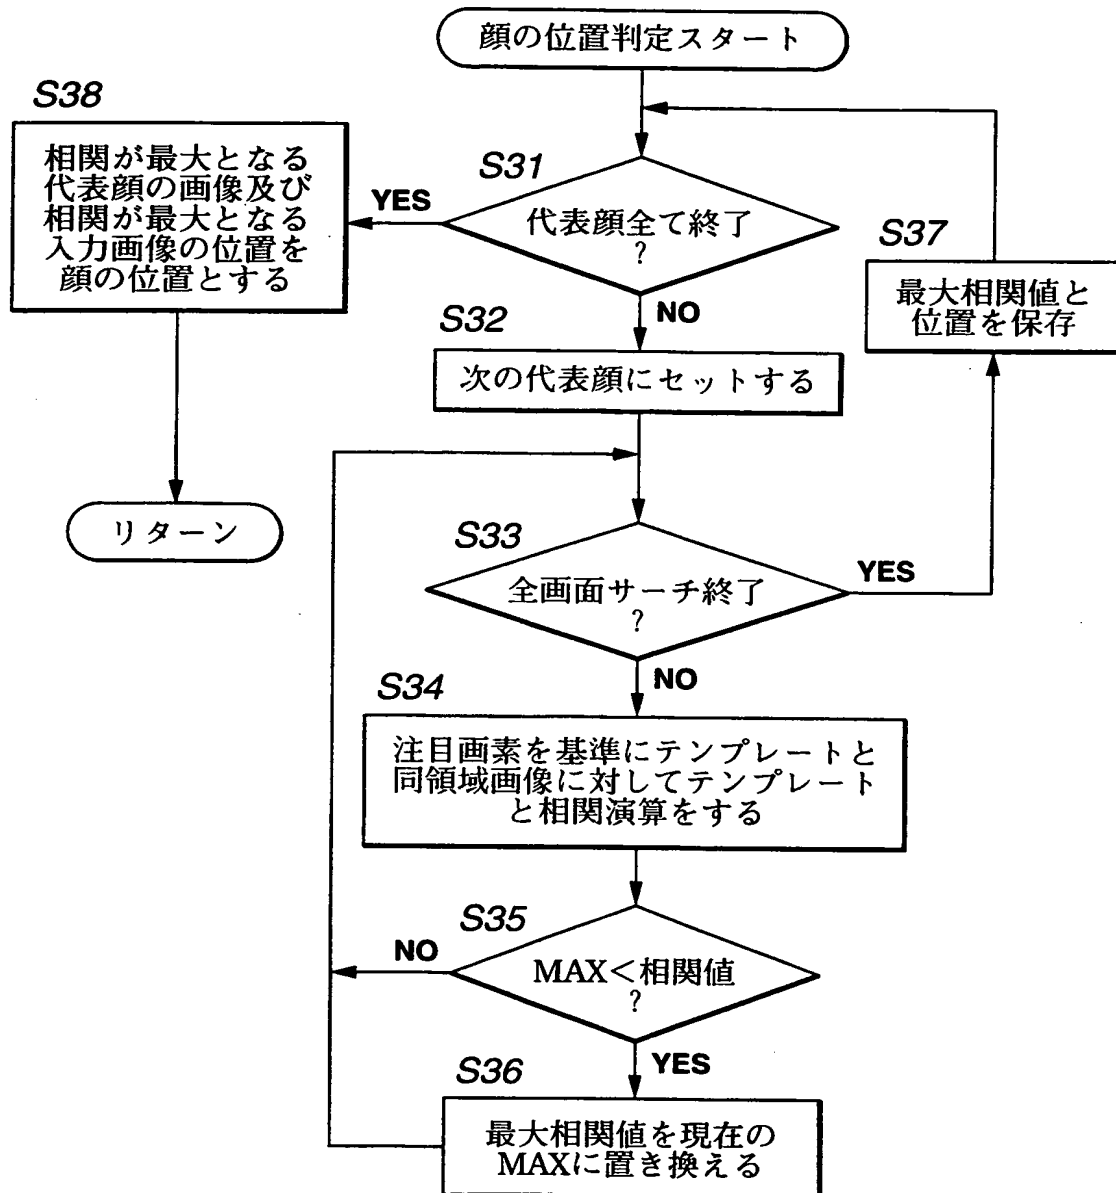 顔の位置判定スタート
S38
相関が最大となる
代表顔の画像及び
相関が最大となる
入力画像の位置を
顔の位置とする
YES
S31
代表顔全て終了
?
NO
S37
最大相関値と
位置を保存
S32
次の代表顔にセットする
リターン
S33
全画面サーチ終了
?
YES
NO
S34
注目画素を基準にテンプレートと
同領域画像に対してテンプレート
と相関演算をする
S35
NO
MAX<相関値
?
YES
S36
最大相関値を現在の
MAXに置き換える